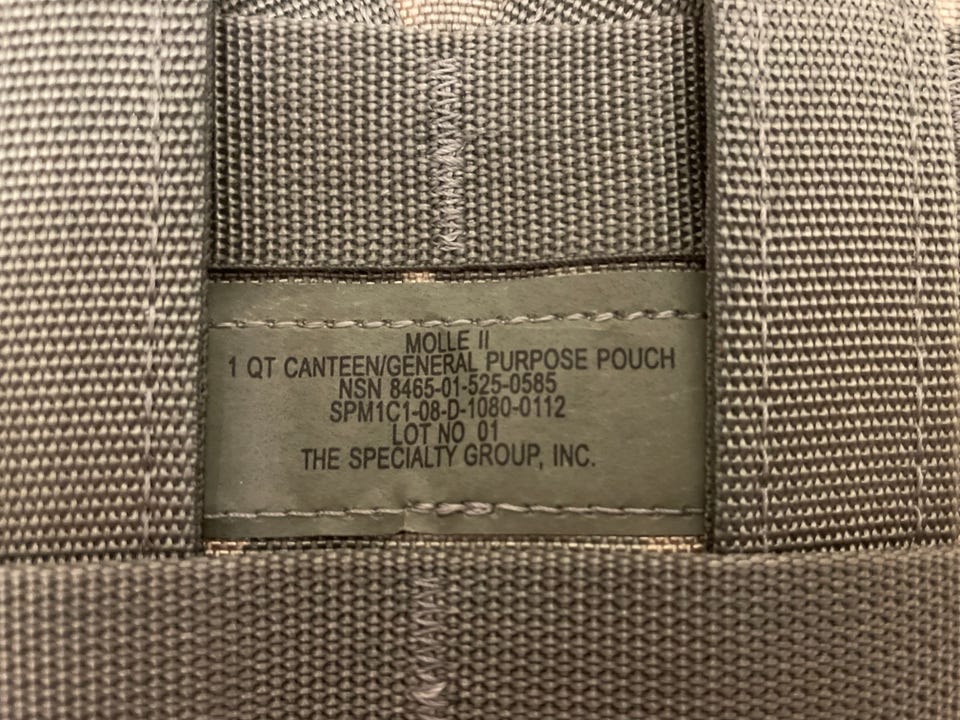 MOLLE II
1 QT CANTEEN/GENERAL PURPOSE POUCH
NSN 8465-01-525-0585
SPM1C1-08-D-1080-0112
LOT NO 01
THE SPECIALTY GROUP, INC.